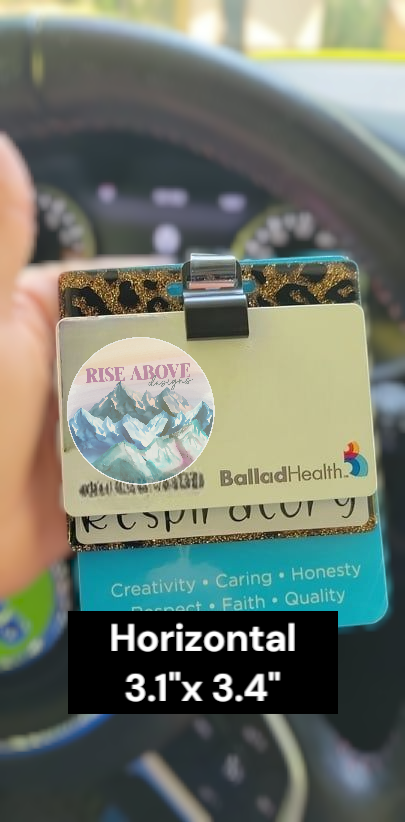 RISE ABOVE
designs
BalladHealth
Respiratory
Creativity • Caring • Honesty
Respect • Faith • Quality
Horizontal
3.1"x 3.4"